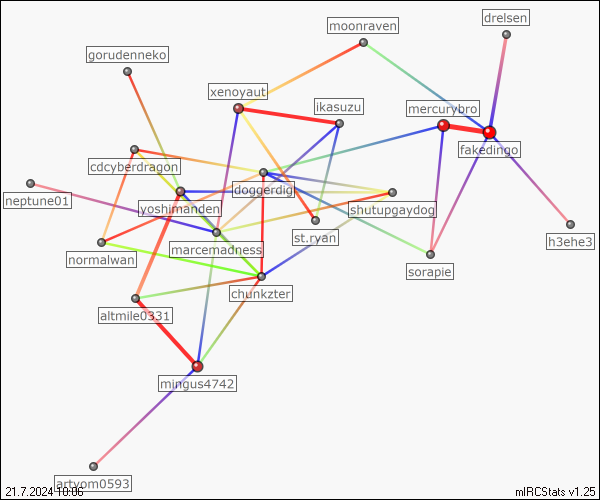 drelsen
moonraven
gorudenneko
xenoyaut
ikasuzu
mercurybro
fakedingo
cdcyberdragon
doggerdig
neptune01
yoshimanden
shutupgaydog
st.ryan
h3ehe3
marcemadness
normalwan
sorapie
chunkzter
altmile0331
mingus4742
artyom0593
21.7.2024 10:06
mIRCStats v1.25